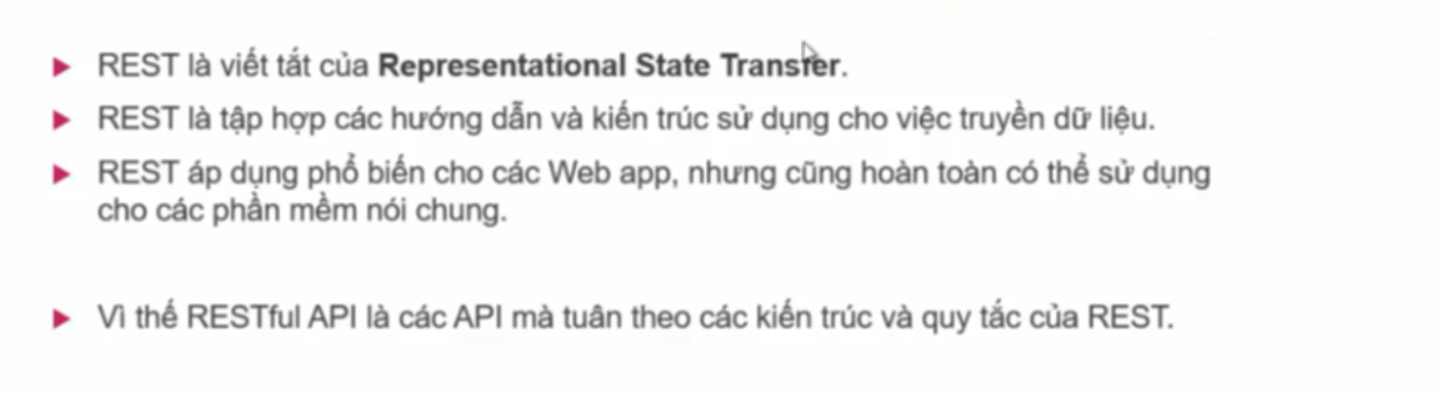 REST là viết tắt của Representational State Transfer.
REST là tập hợp các hướng dẫn và kiến trúc sử dụng cho việc truyền dữ liệu.
REST áp dụng phổ biến cho các Web app, nhưng cũng hoàn toàn có thể sử dụng
cho các phần mềm nói chung.
Vì thế RESTful API là các API mà tuân theo các kiến trúc và quy tắc của REST.